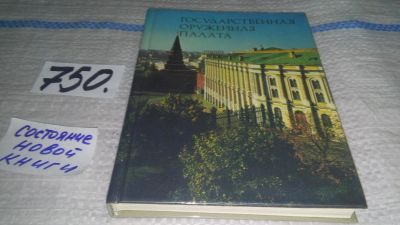 ГОСУДАРСТВЕННАЯ
ОРУЖЕЙНАЯ
ПАЛАТА
750.
СОСТОЯНИЕ
НОВОЙ
КНИГИ